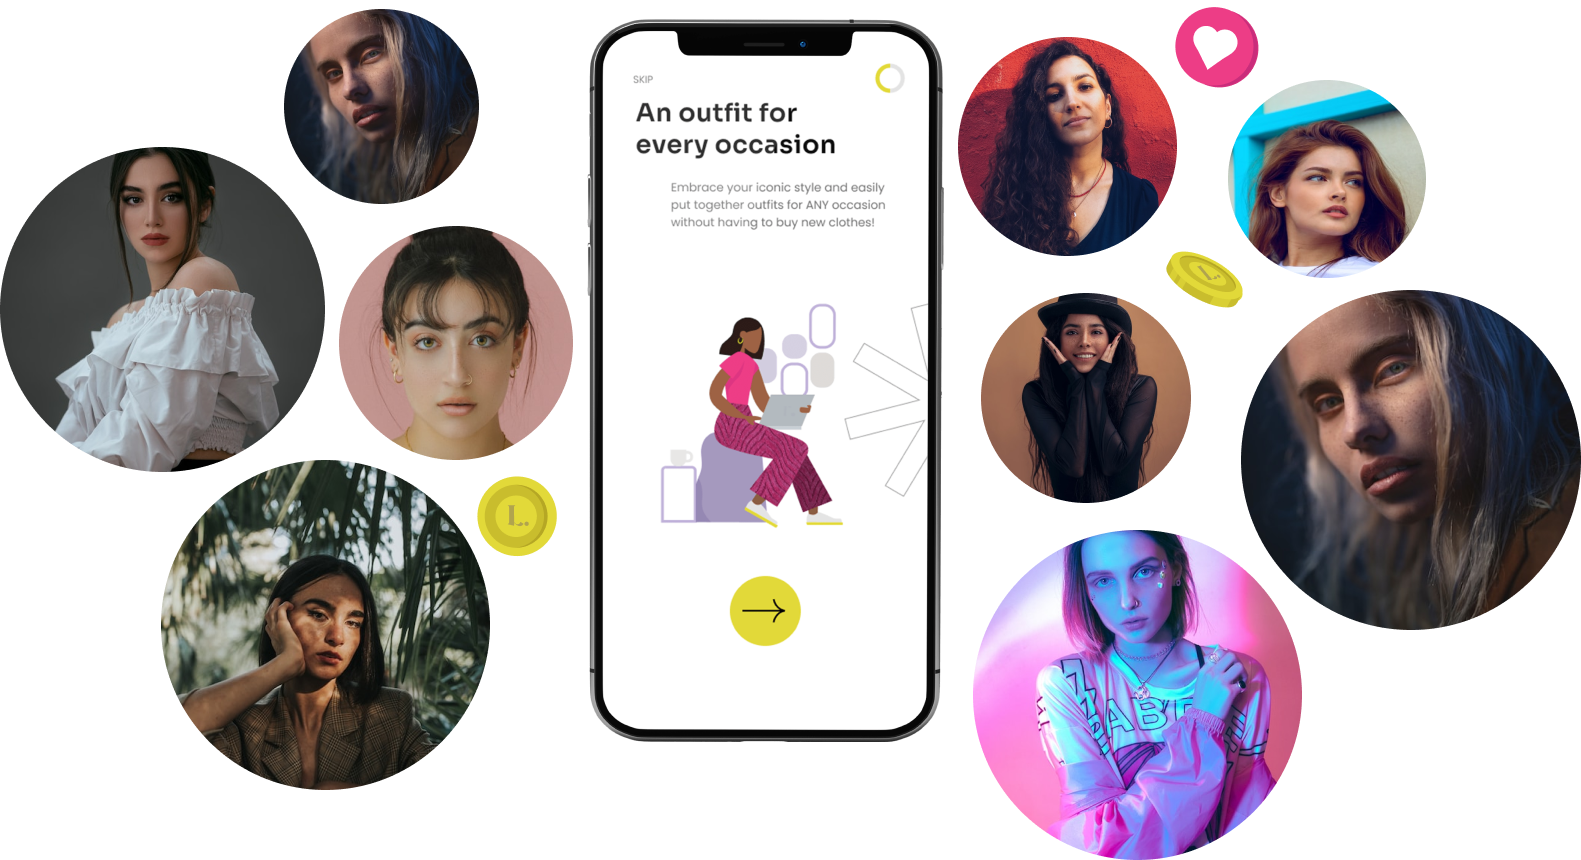 SKIP
An outfit for
every occasion
Embrace your iconic style and easily
put together outfits for ANY occasion
without having to buy new clothes!
L.
L.